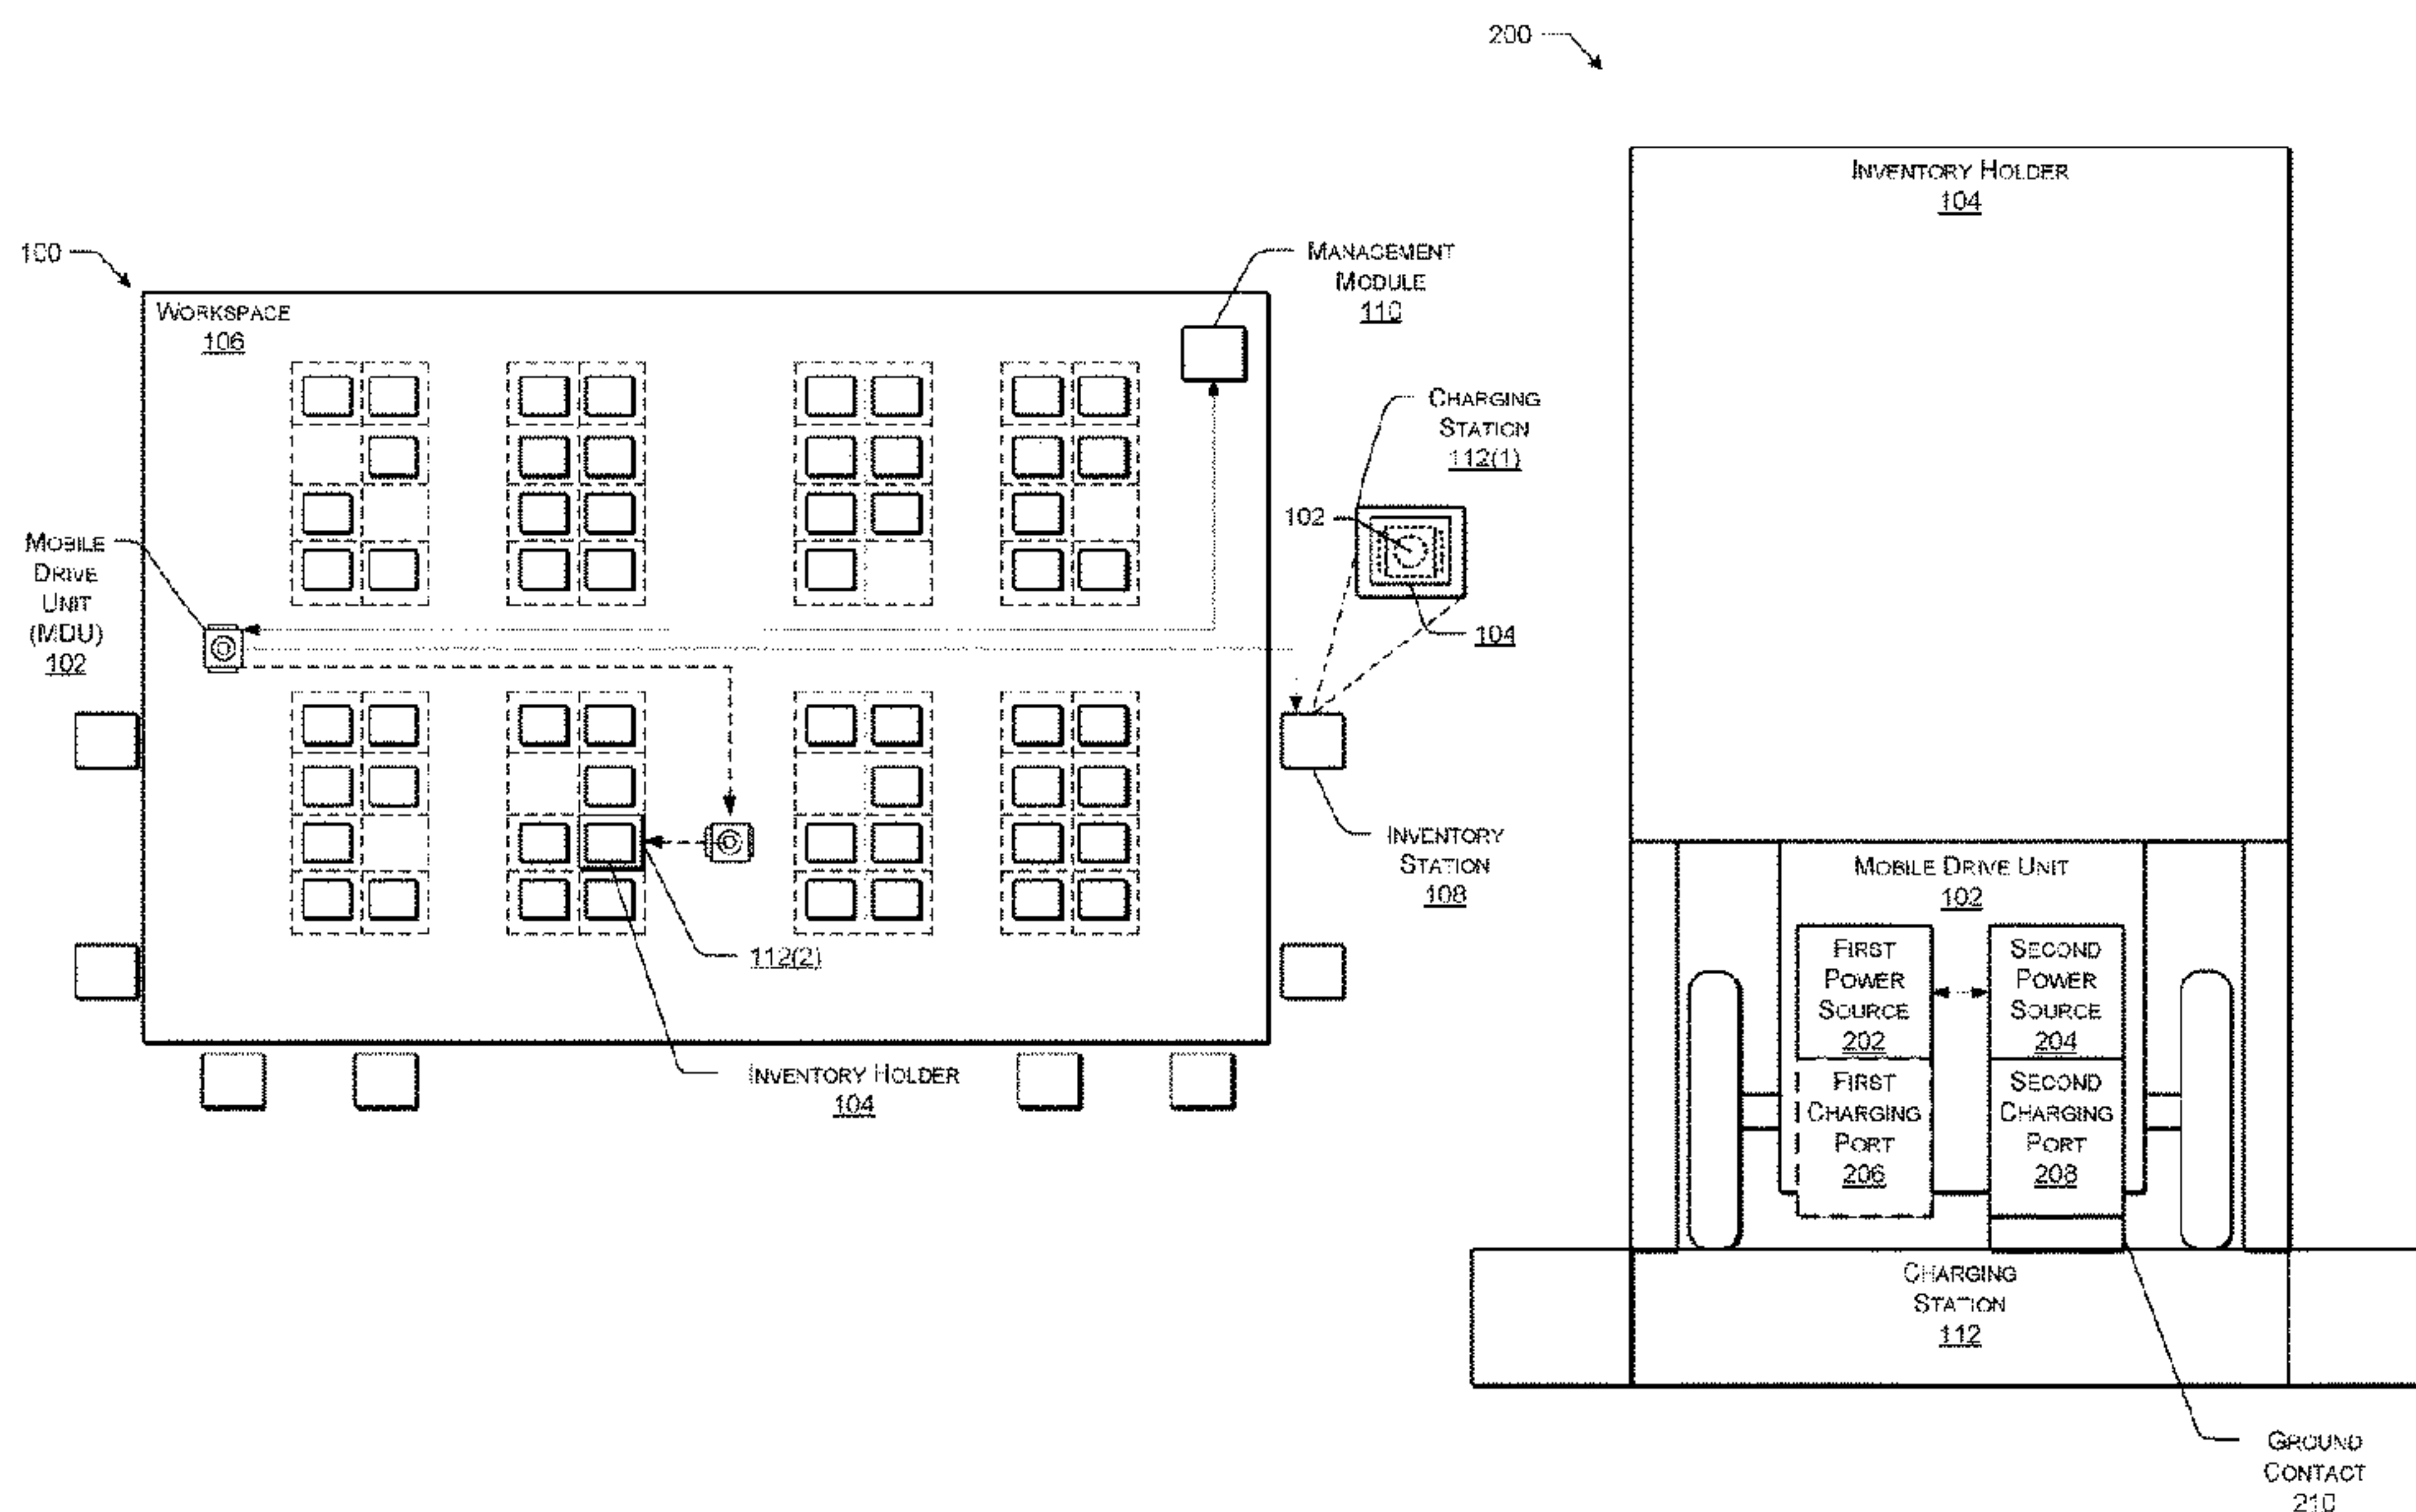 100
WORKSPACE
106
MANAGEMENT
MODULE
110
CHARGING
STATION
112(1)
102
104
MOBILE
DRIVE
UNIT
(MDU)
102
INVENTORY
STATION
108
112(2)
INVENTORY HOLDER
104
200
INVENTORY HOLDER
104
MOBILE DRIVE UNIT
102
FIRST
POWER
SOURCE
202
SECOND
POWER
SOURCE
204
FIRST
CHARGING
PORT
206
SECOND
CHARGING
PORT
208
CHARGING
STATION
112
GROUND
CONTACT
210